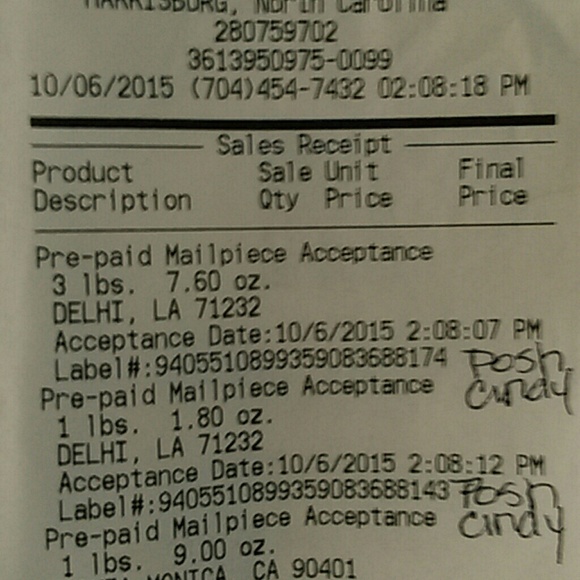 HARRISBURG, North Carolina
280759702
3613950975-0099
10/06/2015 (704)454-7432 02:08:18 PM
Sales Receipt
Product Sale Unit Final
Description Qty Price Price
Pre-paid Mailpiece Acceptance
3 lbs. 7.60 oz.
DELHI, LA 71232
Acceptance Date:10/6/2015 2:08:07 PM
Label#:9405510899359083688174 Posh
Pre-paid Mailpiece Acceptance Cindy
1 lbs. 1.80 oz.
DELHI, LA 71232
Acceptance Date:10/6/2015 2:08:12 PM
Label#:9405510899359083688143 Posh
Pre-paid Mailpiece Acceptance Cindy
1 lbs. 9.00 oz.
MONICA, CA 90401